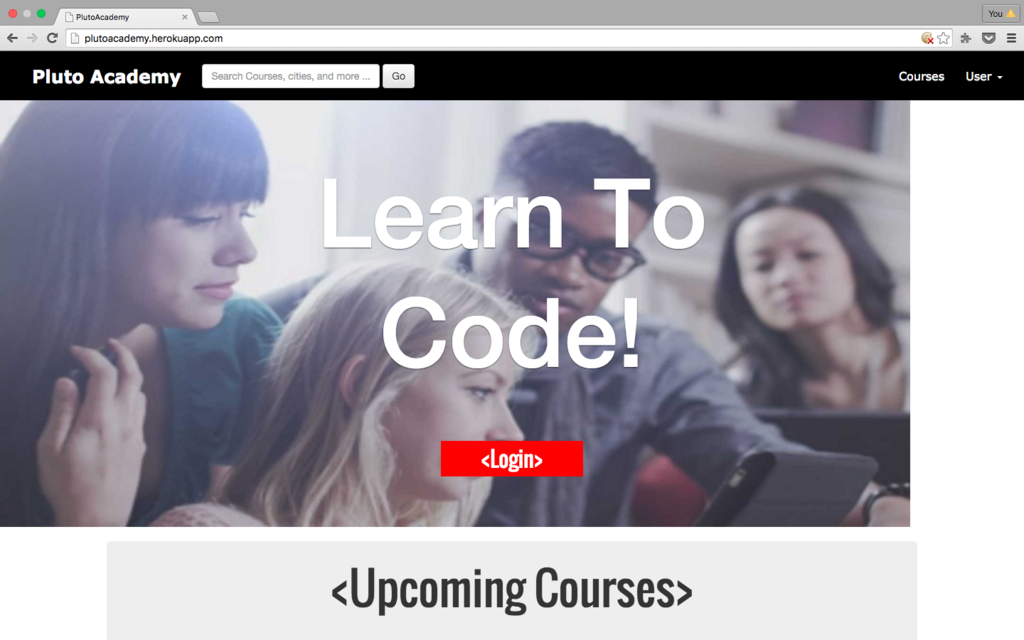 PlutoAcademy
You
plutoacademy.herokuapp.com
Pluto Academy
Search Courses, cities, and more ...
Go
Courses
User
Learn To
Code!
<Login>
<Upcoming Courses>